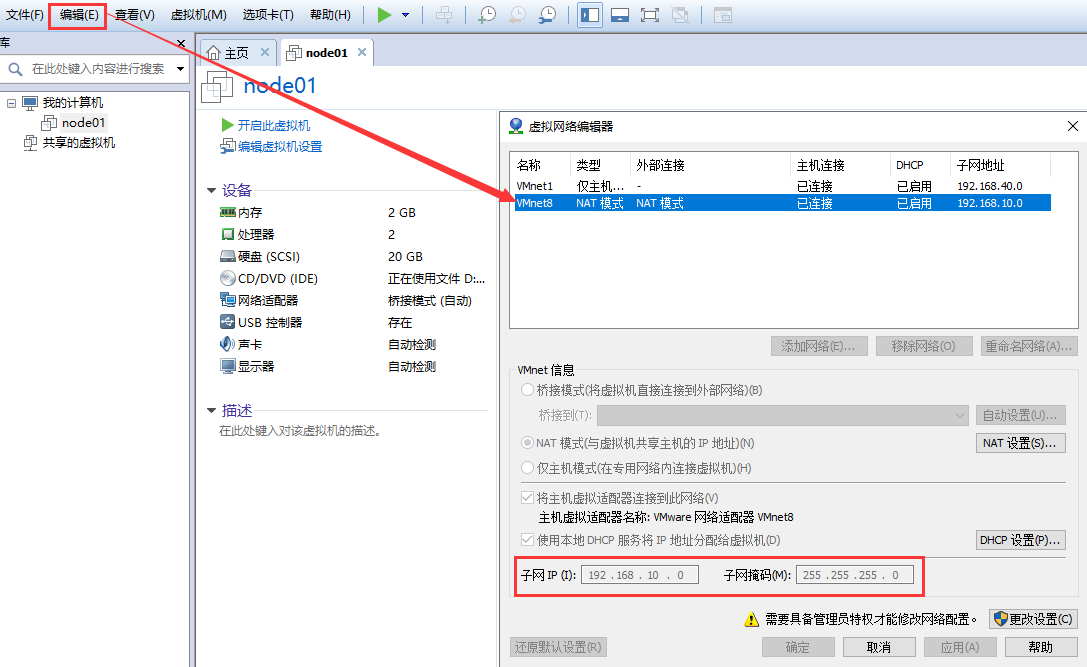 文件(F) 编辑(E) 查看(V) 虚拟机(M) 选项卡(T) 帮助(H)
库
在此处键入内容进行搜索
我的计算机
node01
共享的虚拟机
主页 node01
node01
开启此虚拟机
编辑虚拟机设置
设备
内存 2 GB
处理器 2
硬盘 (SCSI) 20 GB
CD/DVD (IDE) 正在使用文件 D:...
网络适配器 桥接模式 (自动)
USB 控制器 存在
声卡 自动检测
显示器 自动检测
描述
在此处键入对该虚拟机的描述。
虚拟网络编辑器
名称 类型 外部连接 主机连接 DHCP 子网地址
VMnet1 仅主机... - 已连接 已启用 192.168.40.0
VMnet8 NAT 模式 NAT 模式 已连接 已启用 192.168.10.0
添加网络(E)... 移除网络(O) 重命名网络(A)...
VMnet 信息
桥接模式(将虚拟机直接连接到外部网络)(B)
桥接到(T): 自动设置(U)...
NAT 模式(与虚拟机共享主机的 IP 地址)(N) NAT 设置(S)...
仅主机模式(在专用网络内连接虚拟机)(H)
将主机虚拟适配器连接到此网络(V)
主机虚拟适配器名称: VMware 网络适配器 VMnet8
使用本地 DHCP 服务将 IP 地址分配给虚拟机(D) DHCP 设置(P)...
子网 IP (I): 192 .168 . 10 . 0 子网掩码(M): 255 .255 .255 . 0
需要具备管理员特权才能修改网络配置。 更改设置(C)
还原默认设置(R) 确定 取消 应用(A) 帮助